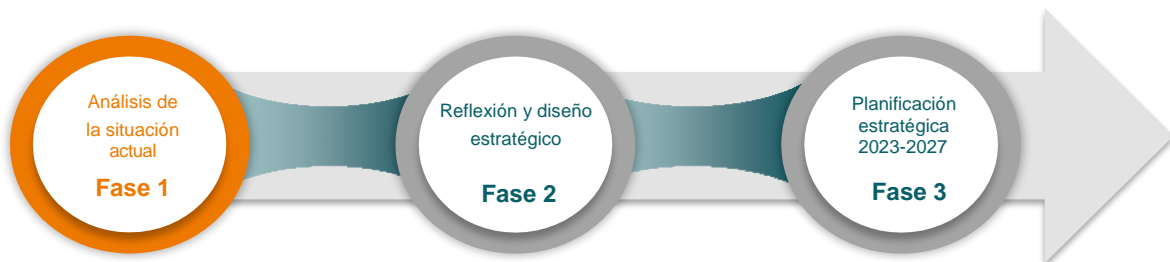 Análisis de
la situación
actual
Fase 1
Reflexión y diseño
estratégico
Fase 2
Planificación
estratégica
2023-2027
Fase 3